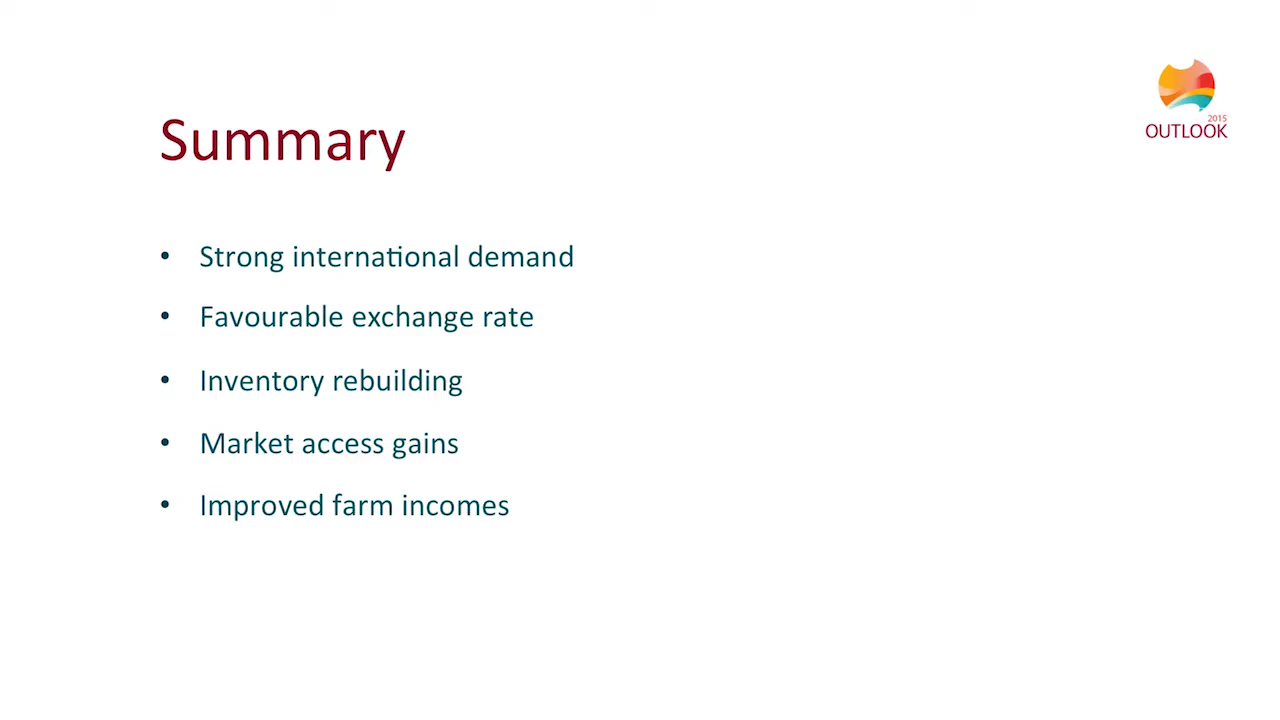 2015
OUTLOOK
Summary
• Strong international demand
• Favourable exchange rate
• Inventory rebuilding
• Market access gains
• Improved farm incomes